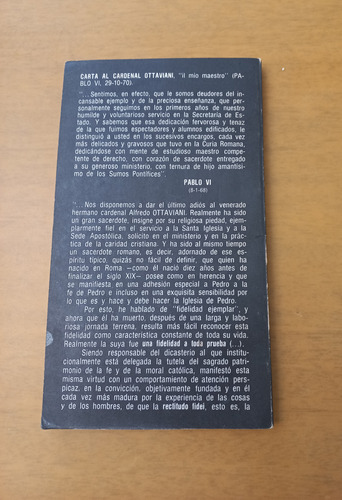 CARTA AL CARDENAL OTTAVIANI, "il mio maestro" (PA-
BLO VI, 29-10-70).
"...Sentimos, en efecto, que le somos deudores del in-
cansable ejemplo y de la preciosa enseñanza, que per-
sonalmente seguimos en los primeros años de nuestro
humilde y voluntarioso servicio en la Secretaría de Es-
tado. Y sabemos que esa dedicación fervorosa y tenaz
de la que fuimos espectadores y alumnos edificados, le
distinguió a usted en los sucesivos encargos, cada vez
más delicados y gravosos que tuvo en la Curia Romana,
dedicándose con mente de estudioso maestro compe-
tente de derecho, con corazón de sacerdote entregado
a su generoso ministerio, con ternura de hijo amantísi-
mo de los Sumos Pontífices"
PABLO VI
(8-1-68)
"...Nos disponemos a dar el último adiós al venerado
hermano cardenal Alfredo OTTAVIANI. Realmente ha sido
un gran sacerdote, insigne por su religiosa piedad, ejem-
plarmente fiel en el servicio a la Santa Iglesia y a la
Sede Apostólica, solícito en el ministerio y en la prác-
tica de la caridad cristiana. Y ha sido al mismo tiempo
un sacerdote romano, es decir, adornado de ese es-
píritu típico, quizás no fácil de definir, que quien ha
nacido en Roma —como él nació diez años antes de
finalizar el siglo XIX— posee como en herencia y que
se manifiesta en una adhesión especial a Pedro a la
fe de Pedro e incluso en una exquisita sensibilidad por
lo que es y hace y debe hacer la Iglesia de Pedro.
Por esto, he hablado de "fidelidad ejemplar", y
ahora que él ha muerto, después de una larga y labo-
riosa jornada terrena, resulta más fácil reconocer esta
fidelidad como característica constante de toda su vida.
Realmente la suya fue una fidelidad a toda prueba (...).
Siendo responsable del dicasterio al que insti-
tucionalmente está delegada la tutela del sagrado patri-
monio de la fe y de la moral católica, manifestó esta
misma virtud con un comportamiento de atención pers-
picaz, en la convicción, objetivamente fundada y en él
cada vez más madura por la experiencia de las cosas
y de los hombres, de que la rectitudo fidei, esto es, la